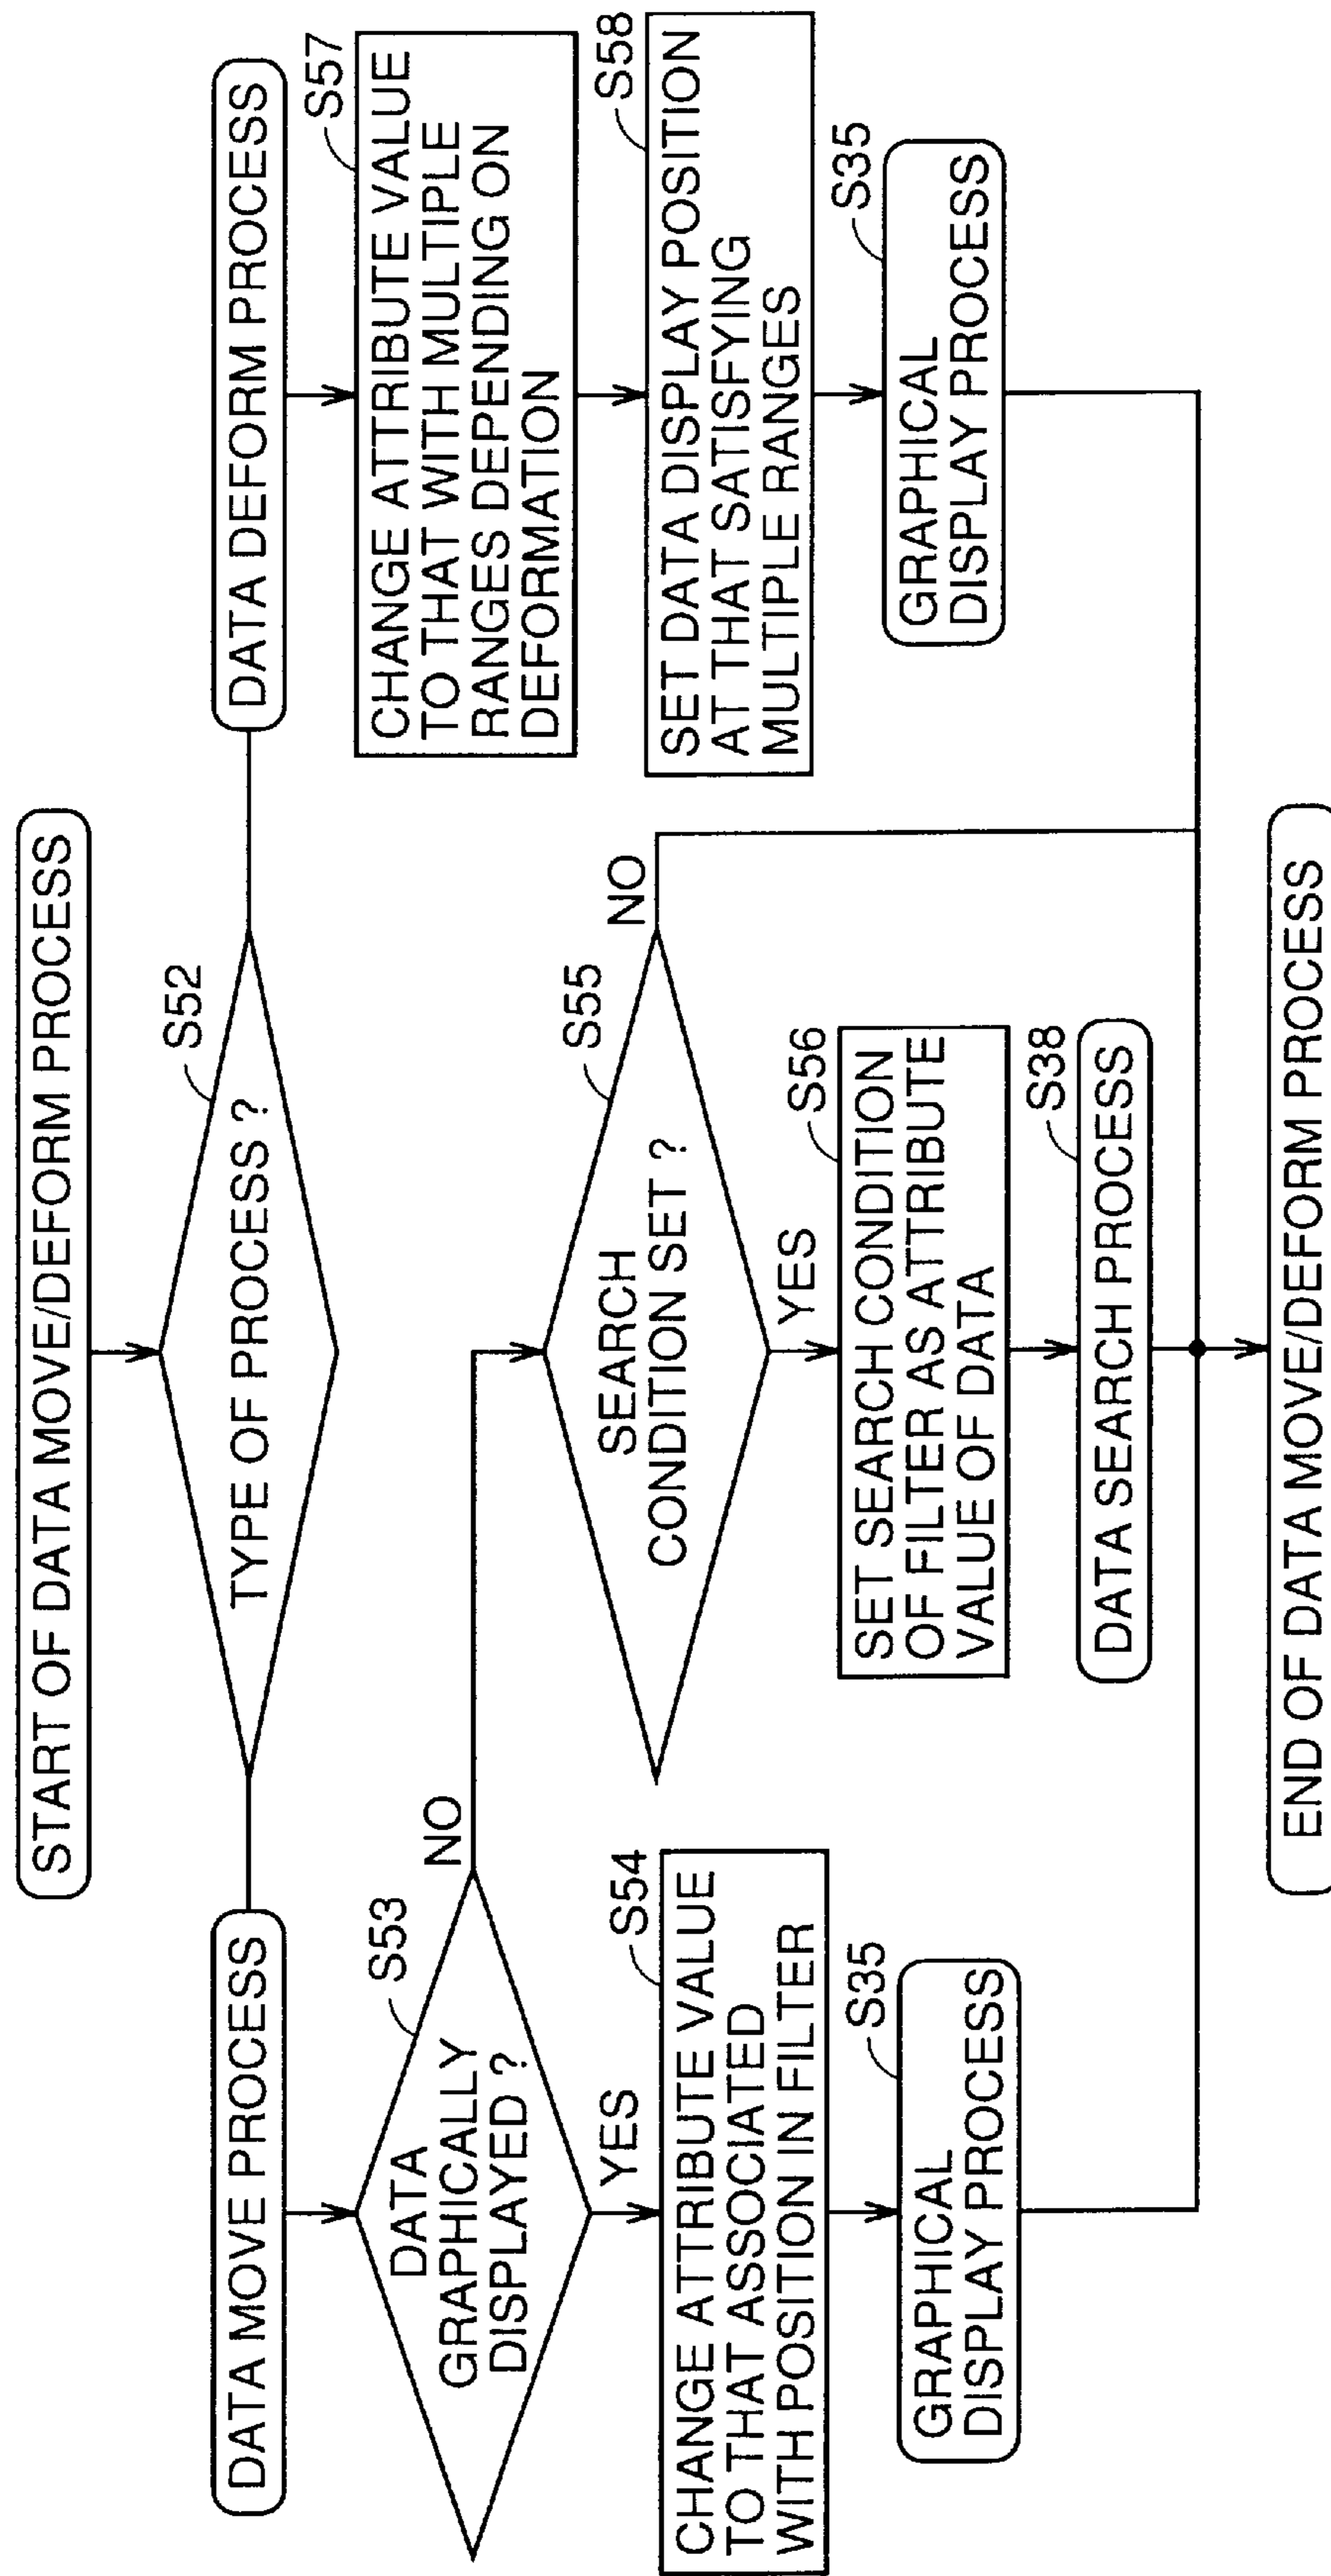 START OF DATA MOVE/DEFORM PROCESS
S52
TYPE OF PROCESS ?
DATA MOVE PROCESS
S53
DATA
GRAPHICALLY
DISPLAYED ?
NO
YES
S54
CHANGE ATTRIBUTE VALUE
TO THAT ASSOCIATED
WITH POSITION IN FILTER
S35
GRAPHICAL
DISPLAY PROCESS
S55
SEARCH
CONDITION SET ?
NO
YES
S56
SET SEARCH CONDITION
OF FILTER AS ATTRIBUTE
VALUE OF DATA
S38
DATA SEARCH PROCESS
DATA DEFORM PROCESS
S57
CHANGE ATTRIBUTE VALUE
TO THAT WITH MULTIPLE
RANGES DEPENDING ON
DEFORMATION
S58
SET DATA DISPLAY POSITION
AT THAT SATISFYING
MULTIPLE RANGES
S35
GRAPHICAL
DISPLAY PROCESS
END OF DATA MOVE/DEFORM PROCESS